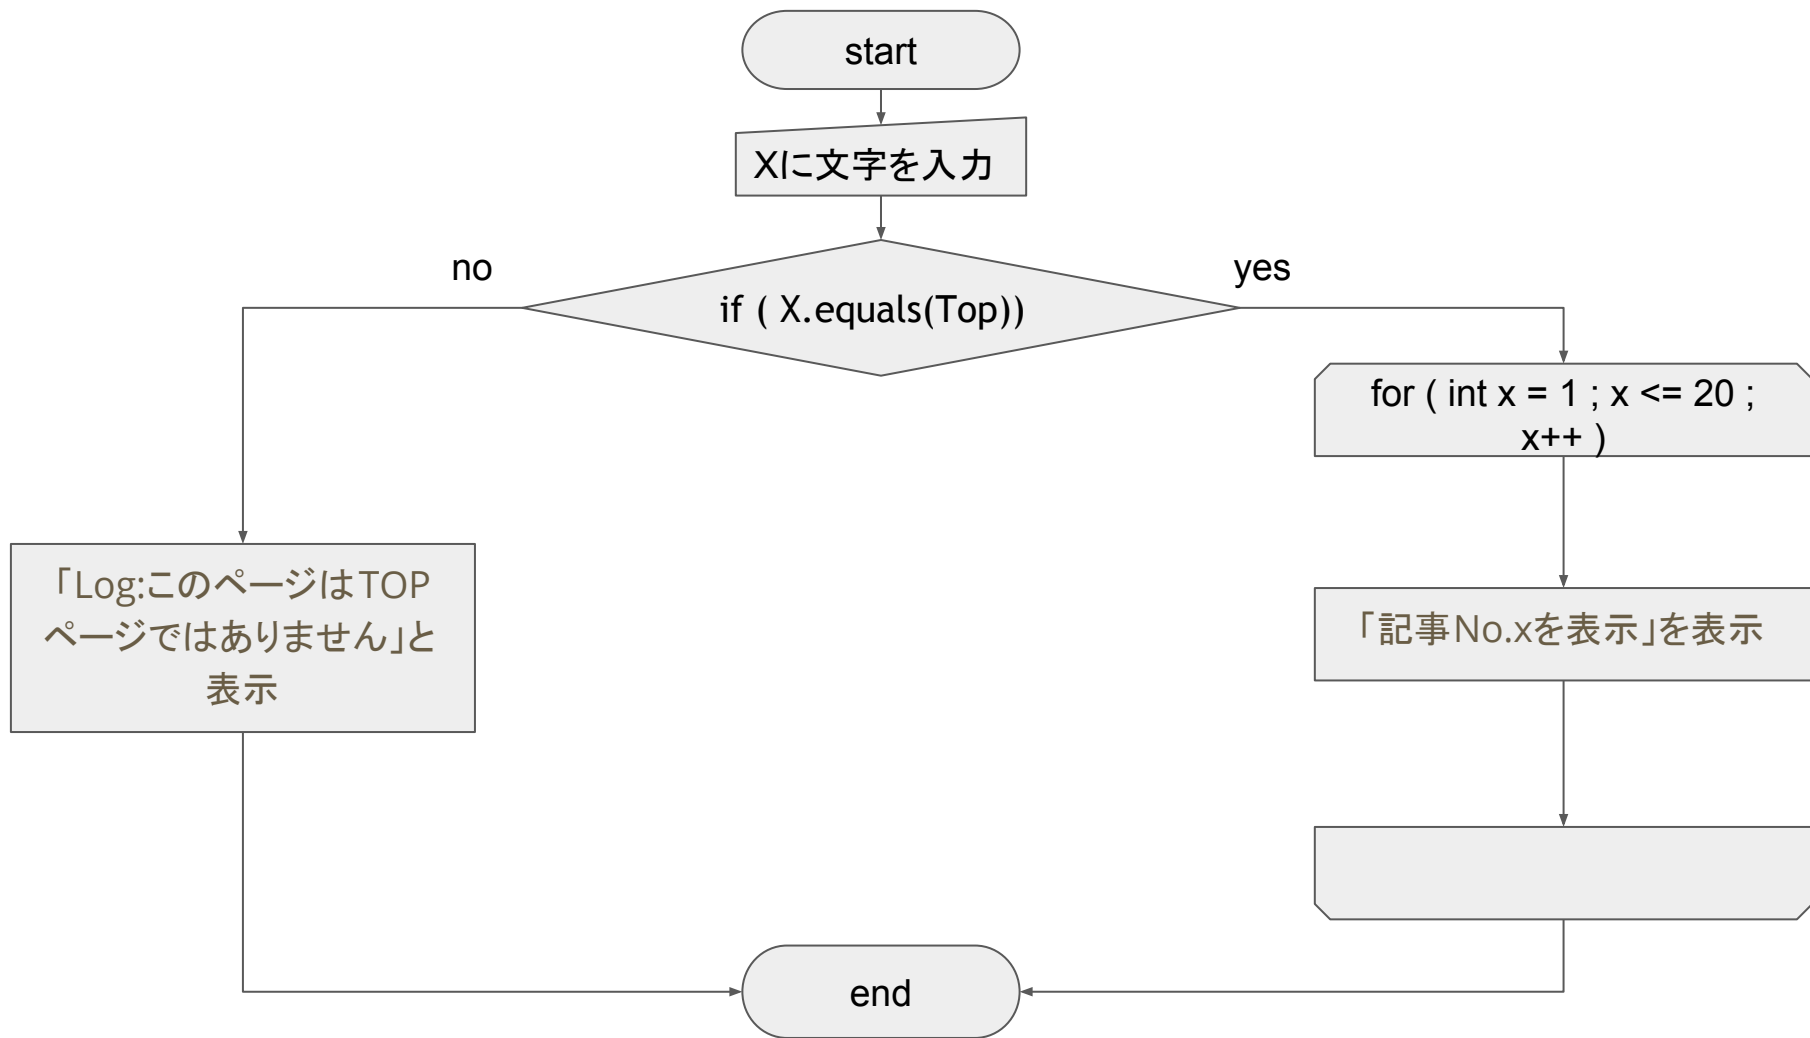 start
Xに文字を入力
no
yes
if ( X.equals(Top))
for ( int x = 1 ; x <= 20 ;
x++ )
「Log:このページはTOP
ページではありません」と
表示
「記事No.xを表示」を表示
end